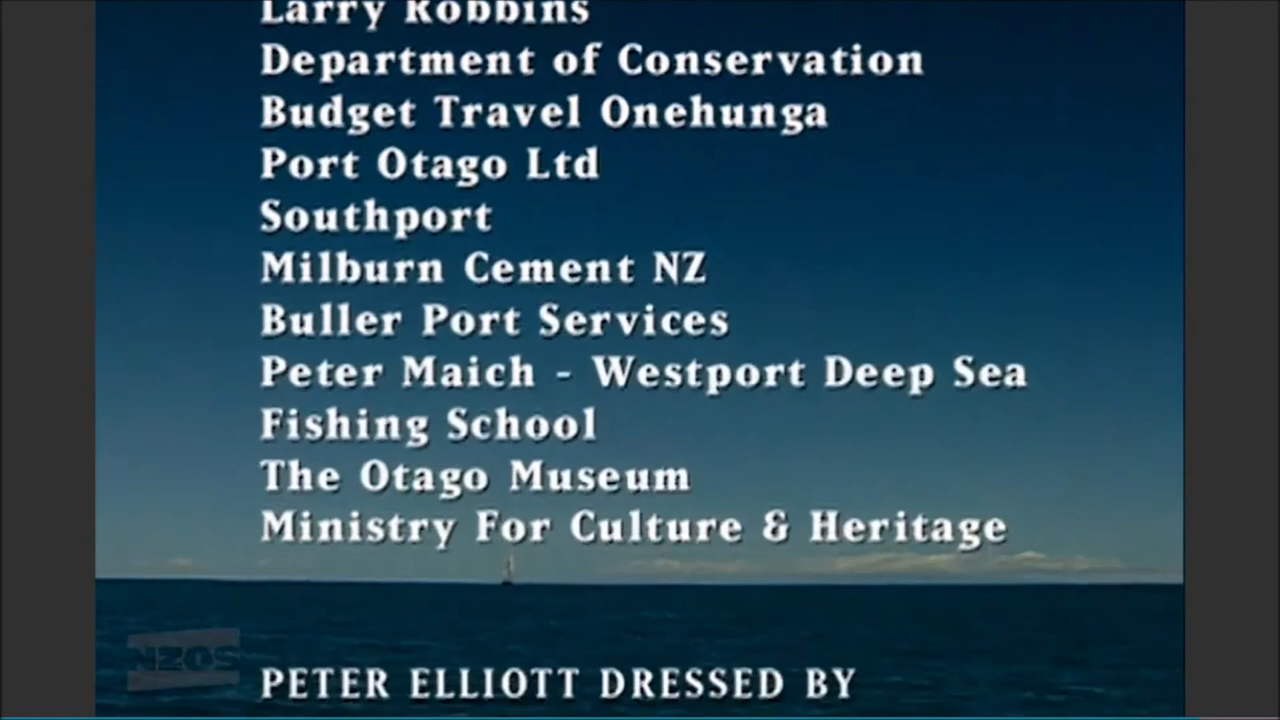 Larry Robbins
Department of Conservation
Budget Travel Onehunga
Port Otago Ltd
Southport
Milburn Cement NZ
Buller Port Services
Peter Maich - Westport Deep Sea
Fishing School
The Otago Museum
Ministry For Culture & Heritage
NZOS
PETER ELLIOTT DRESSED BY